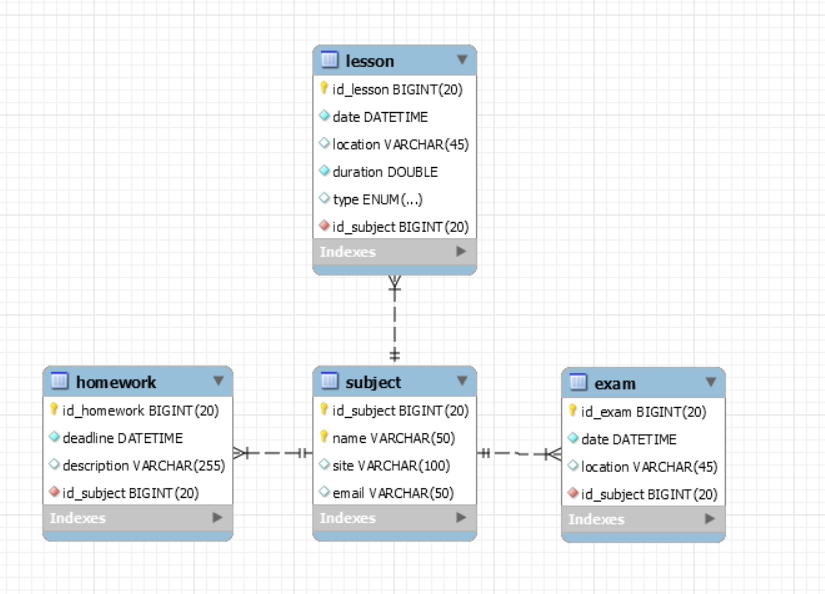 lesson
id_lesson BIGINT(20)
date DATETIME
location VARCHAR(45)
duration DOUBLE
type ENUM(...)
id_subject BIGINT(20)
Indexes
homework
id_homework BIGINT(20)
deadline DATETIME
description VARCHAR(255)
id_subject BIGINT(20)
Indexes
subject
id_subject BIGINT(20)
name VARCHAR(50)
site VARCHAR(100)
email VARCHAR(50)
Indexes
exam
id_exam BIGINT(20)
date DATETIME
location VARCHAR(45)
id_subject BIGINT(20)
Indexes